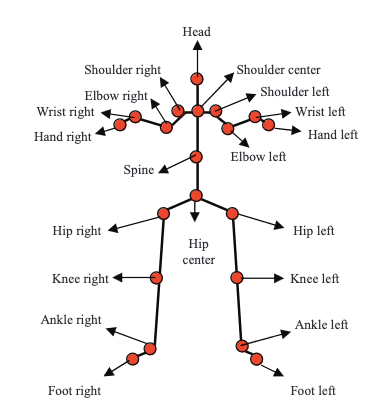 Head
Shoulder right
Shoulder center
Elbow right
Shoulder left
Wrist right
Wrist left
Hand right
Hand left
Elbow left
Spine
Hip right
Hip
center
Hip left
Knee right
Knee left
Ankle right
Ankle left
Foot right
Foot left